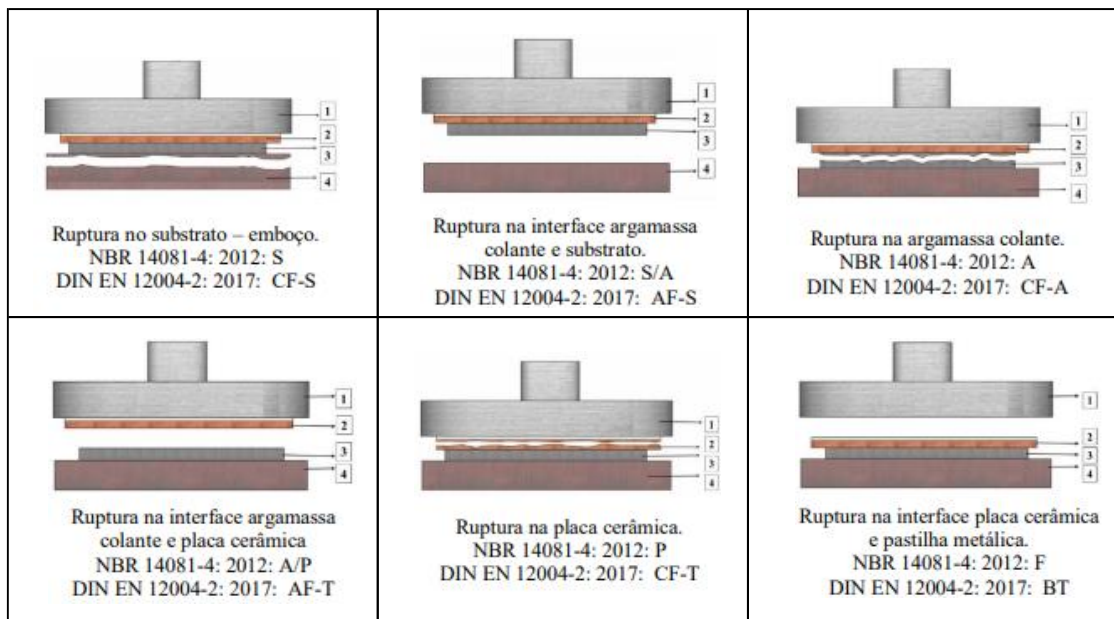 1
2
3
4
Ruptura no substrato – emboço.
NBR 14081-4: 2012: S
DIN EN 12004-2: 2017:  CF-S
1
2
3
4
Ruptura na interface argamassa
colante e substrato.
NBR 14081-4: 2012: S/A
DIN EN 12004-2: 2017:  AF-S
1
2
3
4
Ruptura na argamassa colante.
NBR 14081-4: 2012: A
DIN EN 12004-2: 2017:  CF-A
1
2
3
4
Ruptura na interface argamassa
colante e placa cerâmica
NBR 14081-4: 2012: A/P
DIN EN 12004-2: 2017:  AF-T
1
2
3
4
Ruptura na placa cerâmica.
NBR 14081-4: 2012: P
DIN EN 12004-2: 2017:  CF-T
1
2
3
4
Ruptura na interface placa cerâmica
e pastilha metálica.
NBR 14081-4: 2012: F
DIN EN 12004-2: 2017:  BT